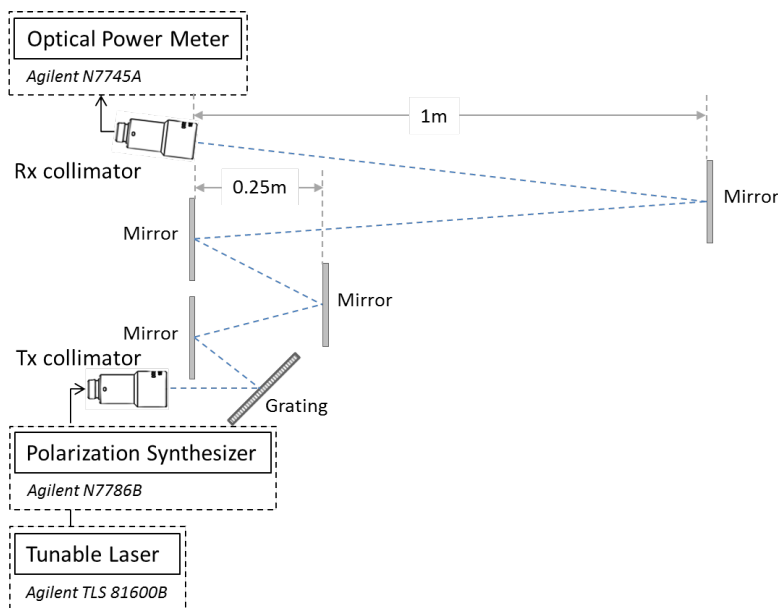 Optical Power Meter
Agilent N7745A
1m
Rx collimator
0.25m
Mirror
Mirror
Mirror
Mirror
Tx collimator
Grating
Polarization Synthesizer
Agilent N7786B
Tunable Laser
Agilent TLS 81600B